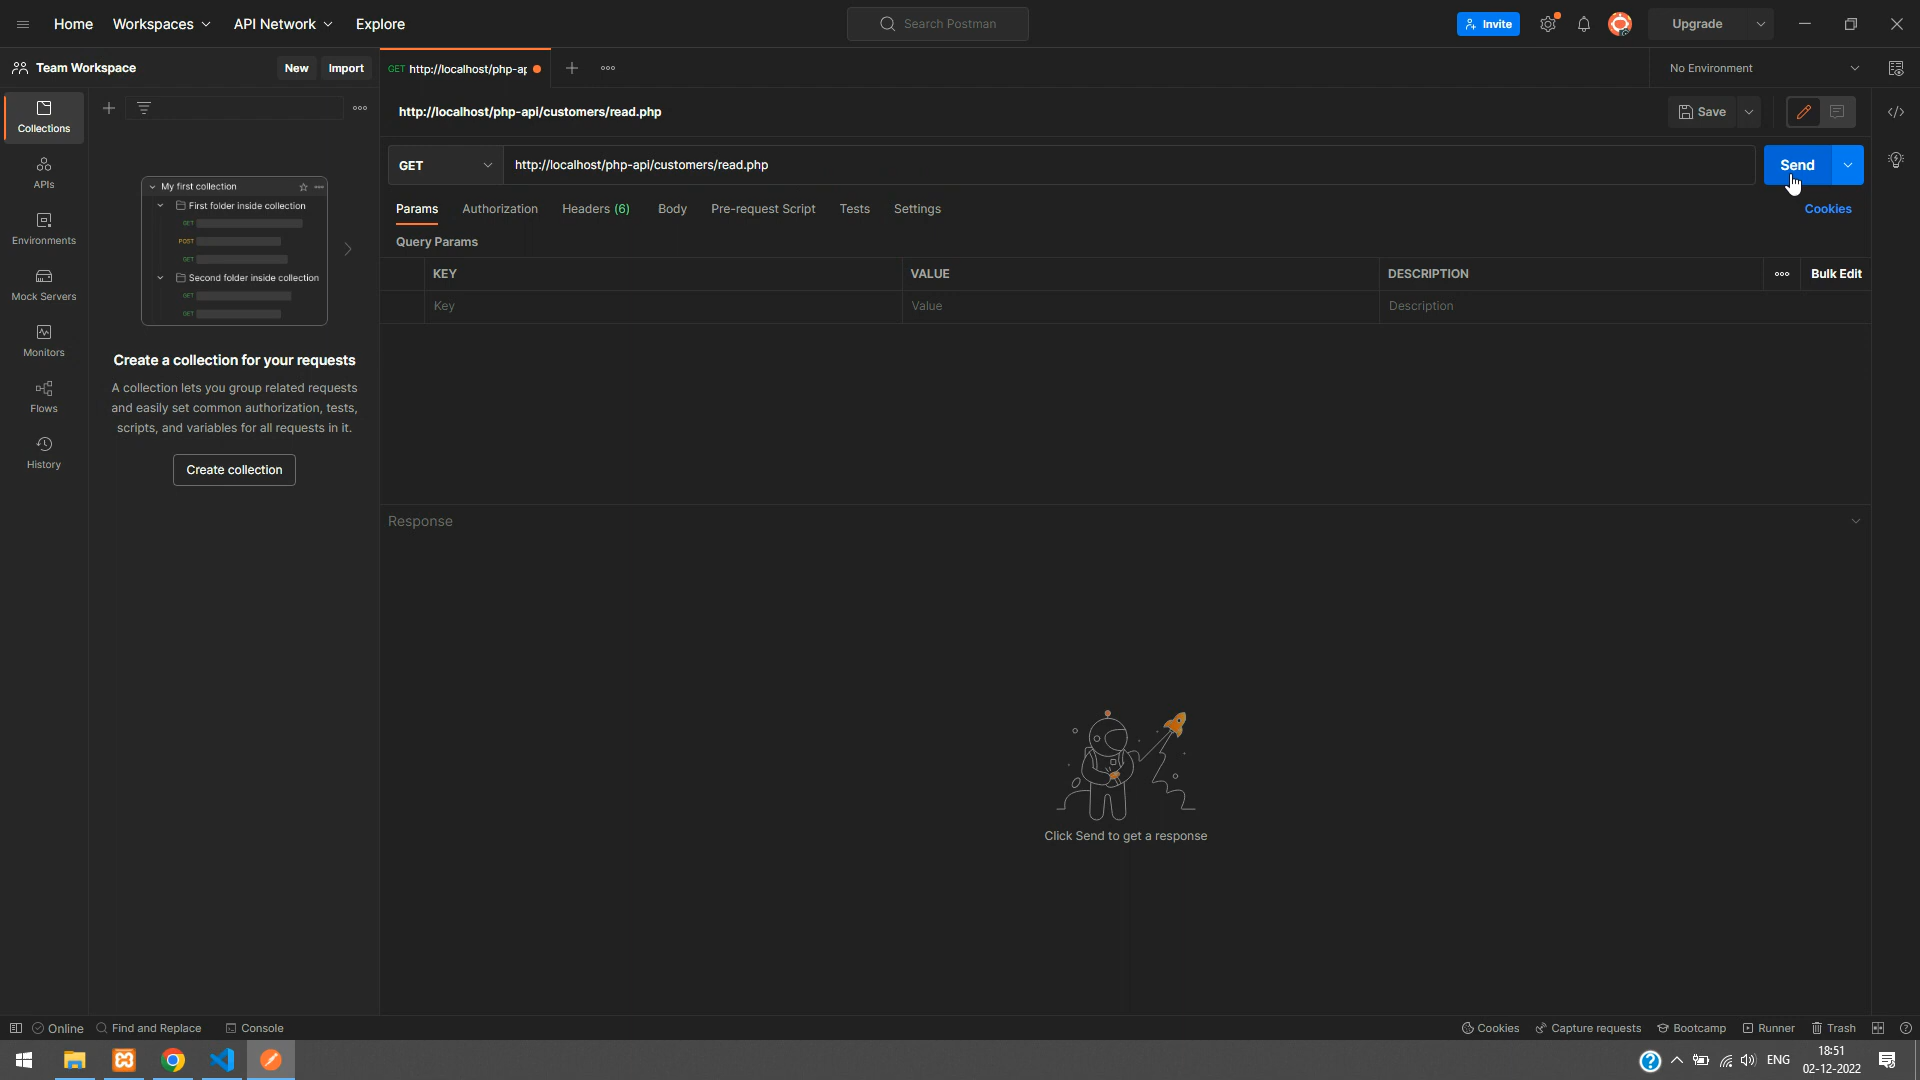 Home Workspaces API Network Explore
Search Postman
Invite
Upgrade
Team Workspace
New Import
GET http://localhost/php-ap
No Environment
Collections
APIs
Environments
Mock Servers
Monitors
Flows
History
My first collection
First folder inside collection
GET
POST
GET
Second folder inside collection
GET
GET
Create a collection for your requests
A collection lets you group related requests
and easily set common authorization, tests,
scripts, and variables for all requests in it.
Create collection
http://localhost/php-api/customers/read.php
Save
GET http://localhost/php-api/customers/read.php
Send
Params Authorization Headers (6) Body Pre-request Script Tests Settings
Cookies
Query Params
KEY VALUE DESCRIPTION
Bulk Edit
Key Value Description
Response
Click Send to get a response
Online Find and Replace Console
Cookies Capture requests Bootcamp Runner Trash
ENG
18:51
02-12-2022